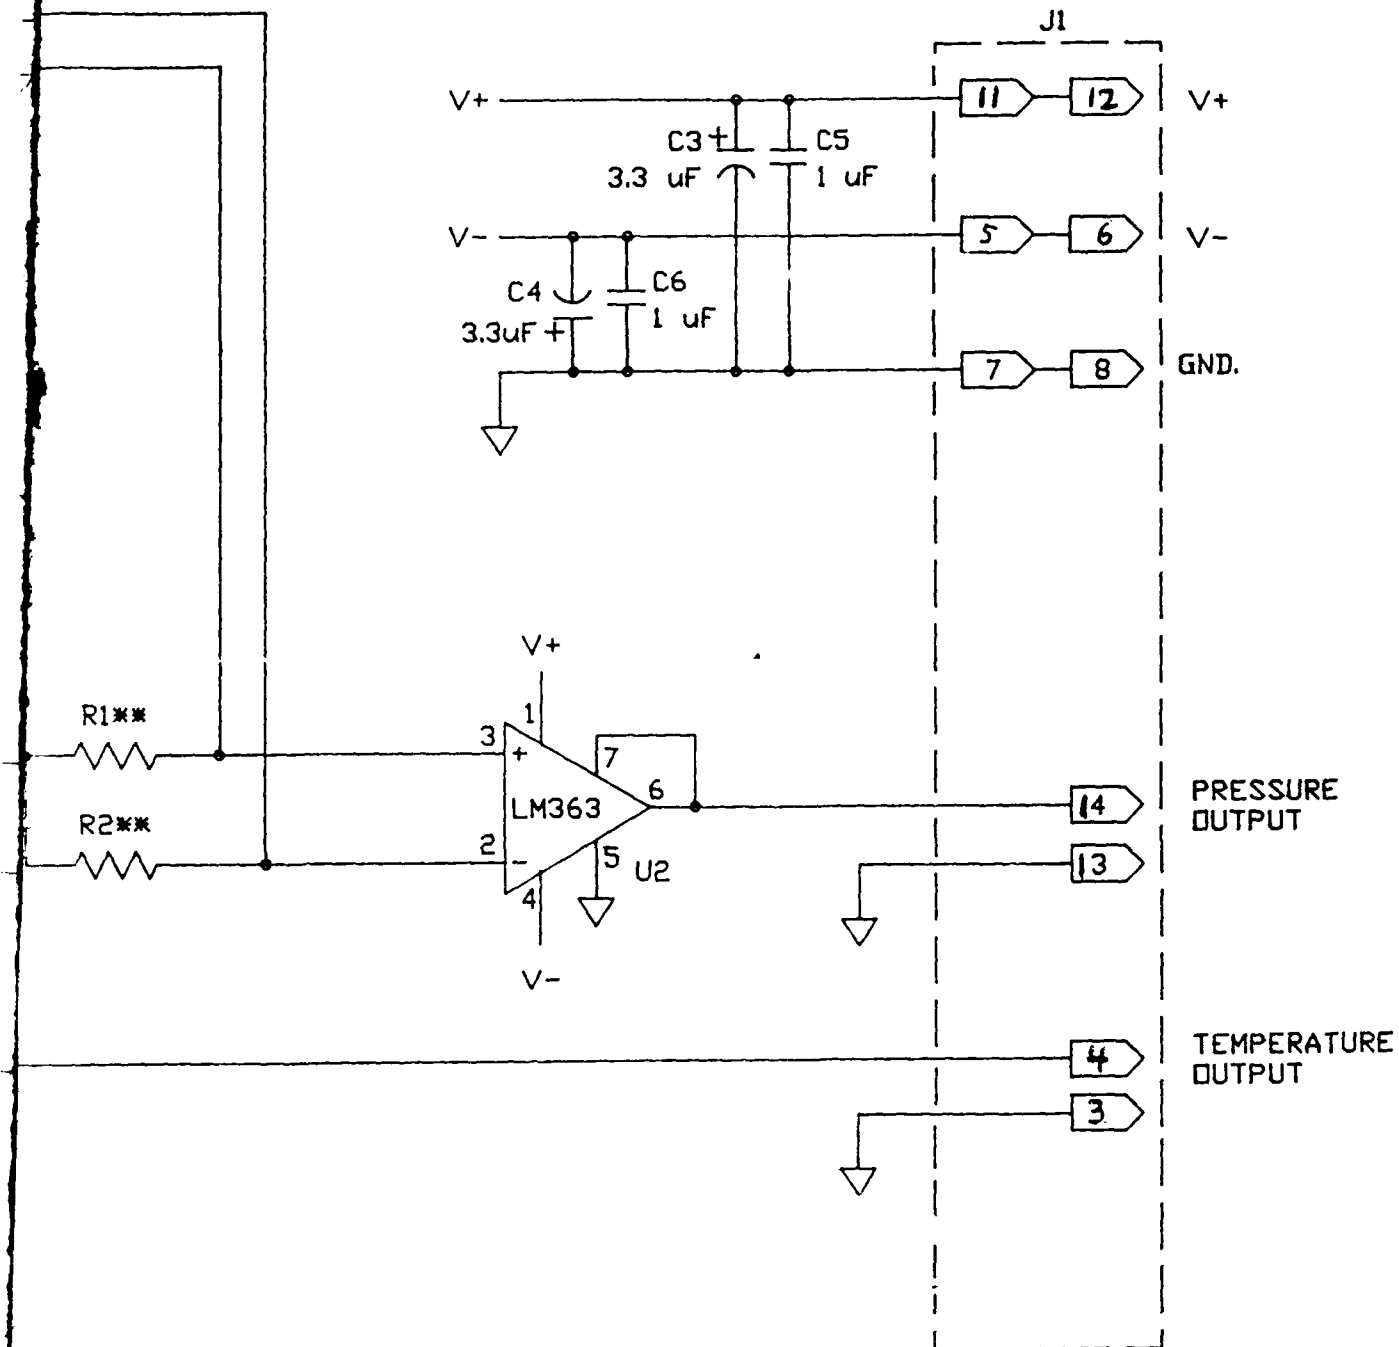 J1
V+
11
12
V+
C3
+
C5
3.3 uF
1 uF
V-
5
6
V-
C4
C6
3.3uF
+
1 uF
7
8
GND.
V+
R1**
1
3
+
7
6
LM363
14
PRESSURE
OUTPUT
R2**
2
-
5
U2
13
4
V-
4
TEMPERATURE
OUTPUT
3